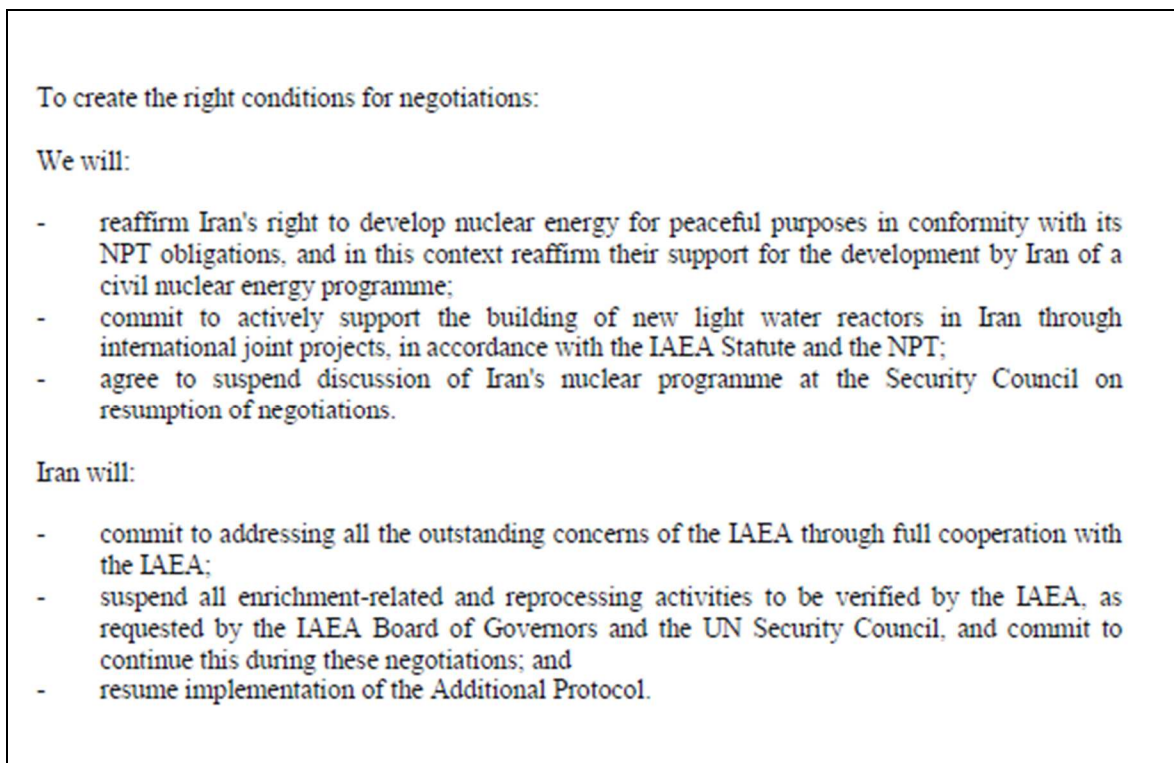 To create the right conditions for negotiations:
We will:
- reaffirm Iran's right to develop nuclear energy for peaceful purposes in conformity with its
NPT obligations, and in this context reaffirm their support for the development by Iran of a
civil nuclear energy programme;
- commit to actively support the building of new light water reactors in Iran through
international joint projects, in accordance with the IAEA Statute and the NPT;
- agree to suspend discussion of Iran's nuclear programme at the Security Council on
resumption of negotiations.
Iran will:
- commit to addressing all the outstanding concerns of the IAEA through full cooperation with
the IAEA;
- suspend all enrichment-related and reprocessing activities to be verified by the IAEA, as
requested by the IAEA Board of Governors and the UN Security Council, and commit to
continue this during these negotiations; and
- resume implementation of the Additional Protocol.